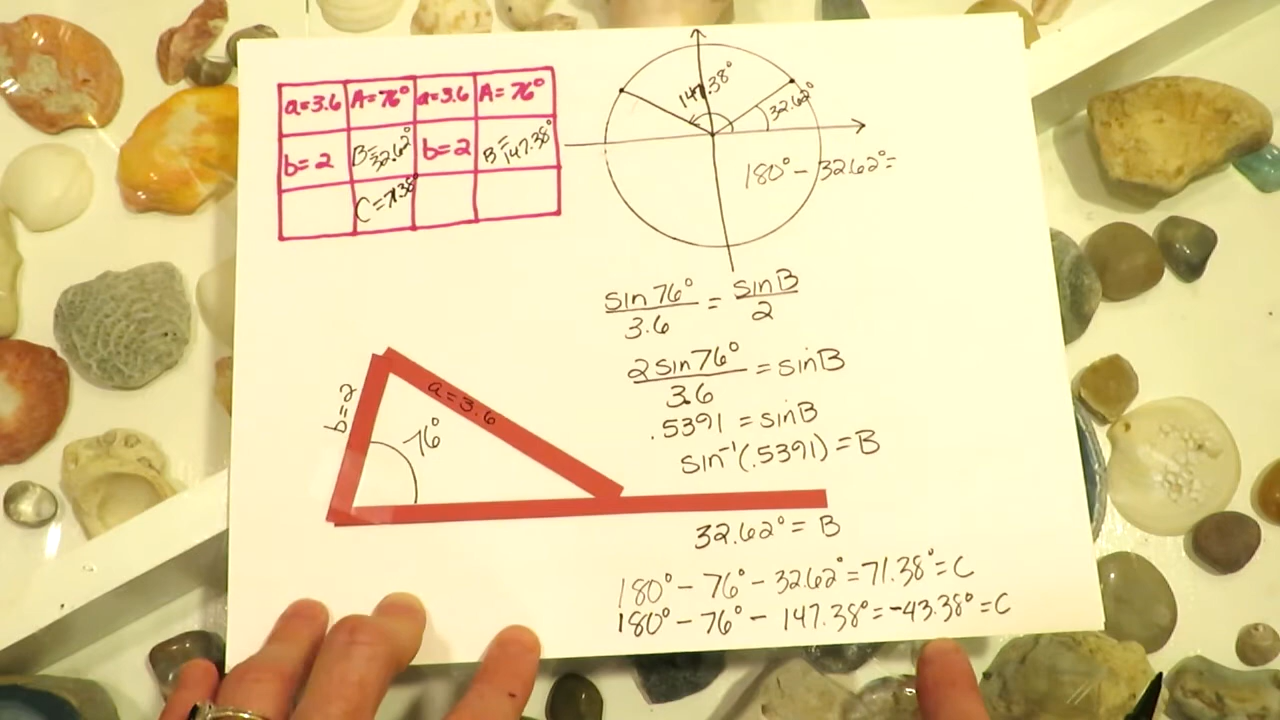 a=3.6 A=76° a=3.6 A=76°
b=2 B=32.62° b=2 B=147.38°
C=71.38°
147.38°
32.62°
180° - 32.62° =
sin 76° / 3.6 = sin B / 2
2 sin 76° / 3.6 = sin B
.5391 = sin B
sin⁻¹(.5391) = B
b=2
a=3.6
76°
32.62° = B
180° - 76° - 32.62° = 71.38° = C
180° - 76° - 147.38° = -43.38° = C